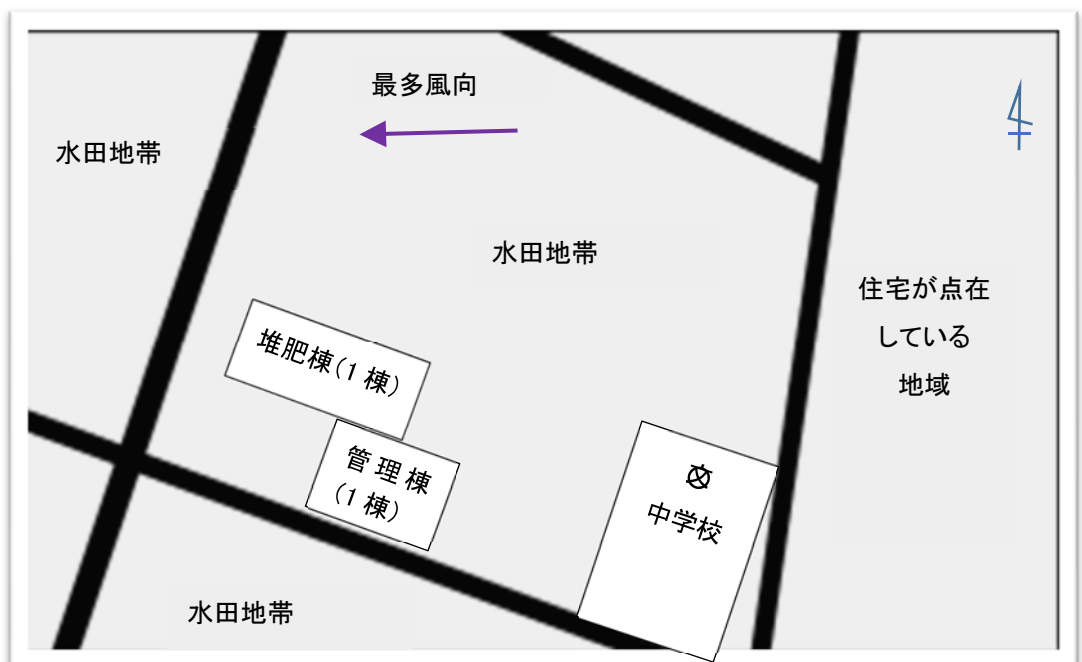 最多風向
水田地帯
水田地帯
住宅が点在
している
地域
堆肥棟(1 棟)
管理棟
(1 棟)
中学校
水田地帯